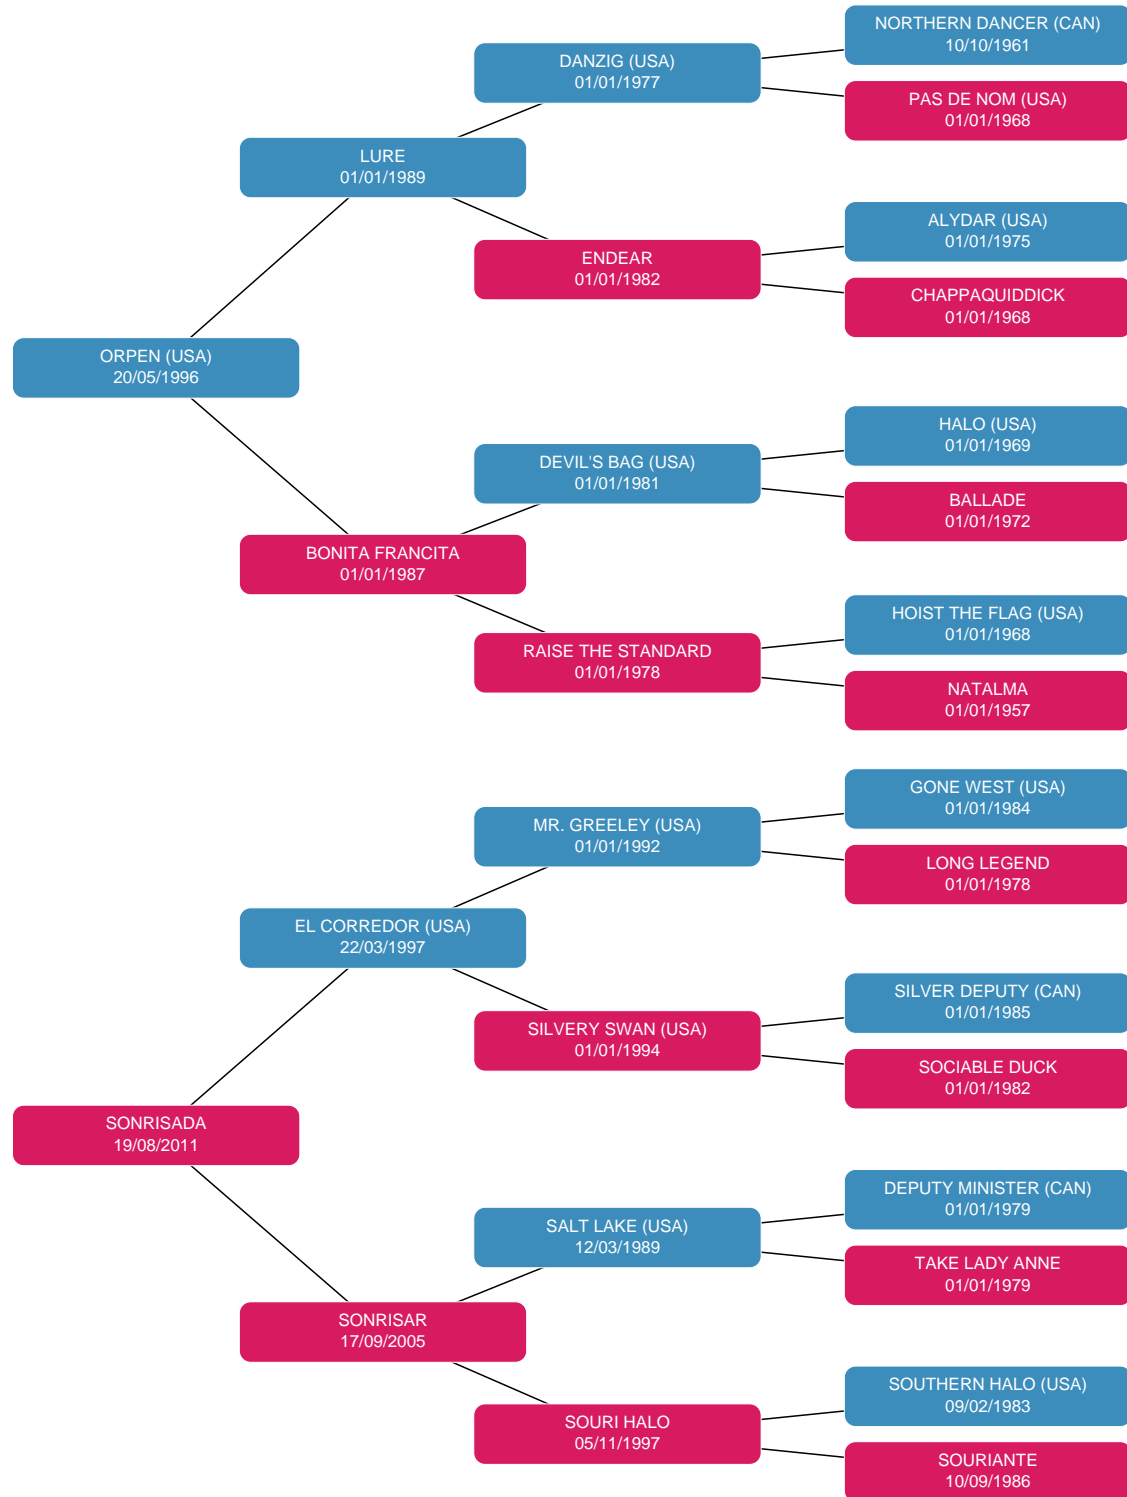 NORTHERN DANCER (CAN)
10/10/1961
DANZIG (USA)
01/01/1977
PAS DE NOM (USA)
01/01/1968
LURE
01/01/1989
ALYDAR (USA)
01/01/1975
ENDEAR
01/01/1982
CHAPPAQUIDDICK
01/01/1968
ORPEN (USA)
20/05/1996
HALO (USA)
01/01/1969
DEVIL'S BAG (USA)
01/01/1981
BALLADE
01/01/1972
BONITA FRANCITA
01/01/1987
HOIST THE FLAG (USA)
01/01/1968
RAISE THE STANDARD
01/01/1978
NATALMA
01/01/1957
GONE WEST (USA)
01/01/1984
MR. GREELEY (USA)
01/01/1992
LONG LEGEND
01/01/1978
EL CORREDOR (USA)
22/03/1997
SILVER DEPUTY (CAN)
01/01/1985
SILVERY SWAN (USA)
01/01/1994
SOCIABLE DUCK
01/01/1982
SONRISADA
19/08/2011
DEPUTY MINISTER (CAN)
01/01/1979
SALT LAKE (USA)
12/03/1989
TAKE LADY ANNE
01/01/1979
SONRISAR
17/09/2005
SOUTHERN HALO (USA)
09/02/1983
SOURI HALO
05/11/1997
SOURIANTE
10/09/1986